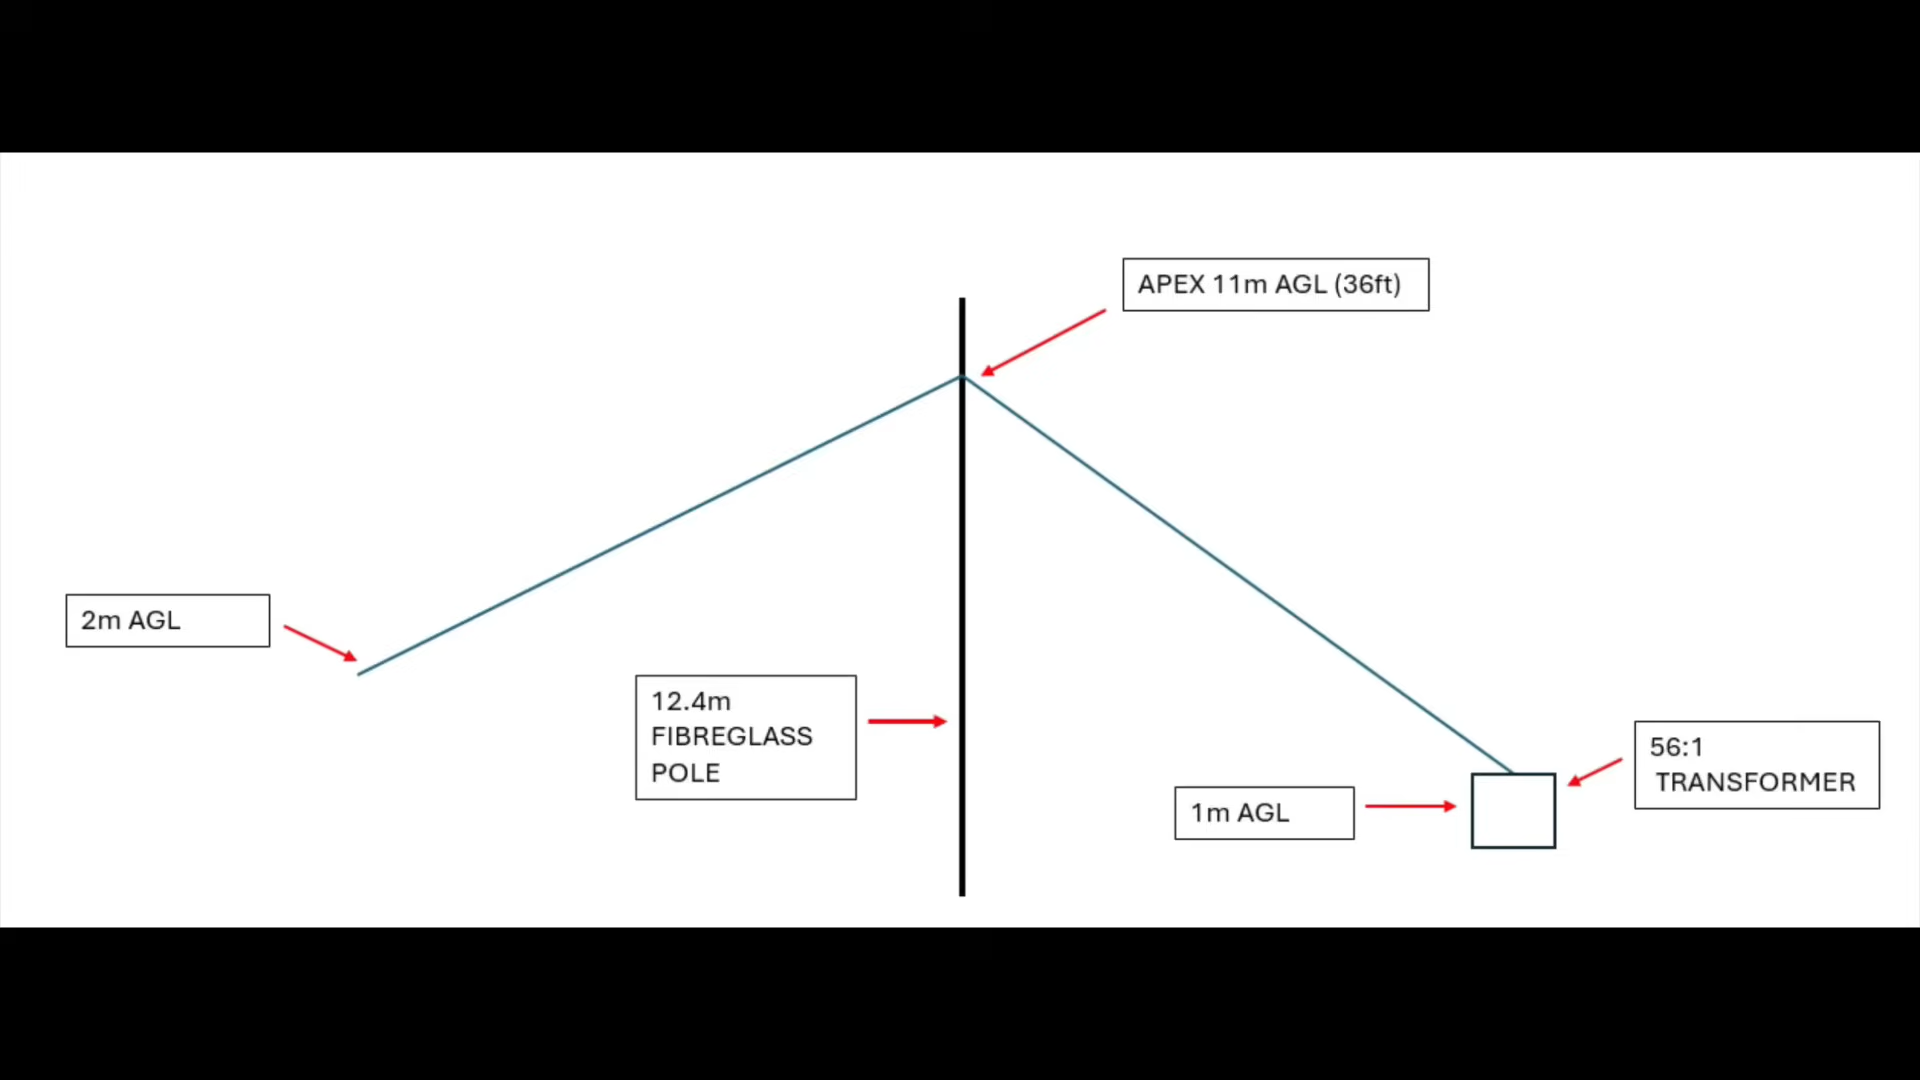 APEX 11m AGL (36ft)
2m AGL
12.4m
FIBREGLASS
POLE
1m AGL
56:1
TRANSFORMER